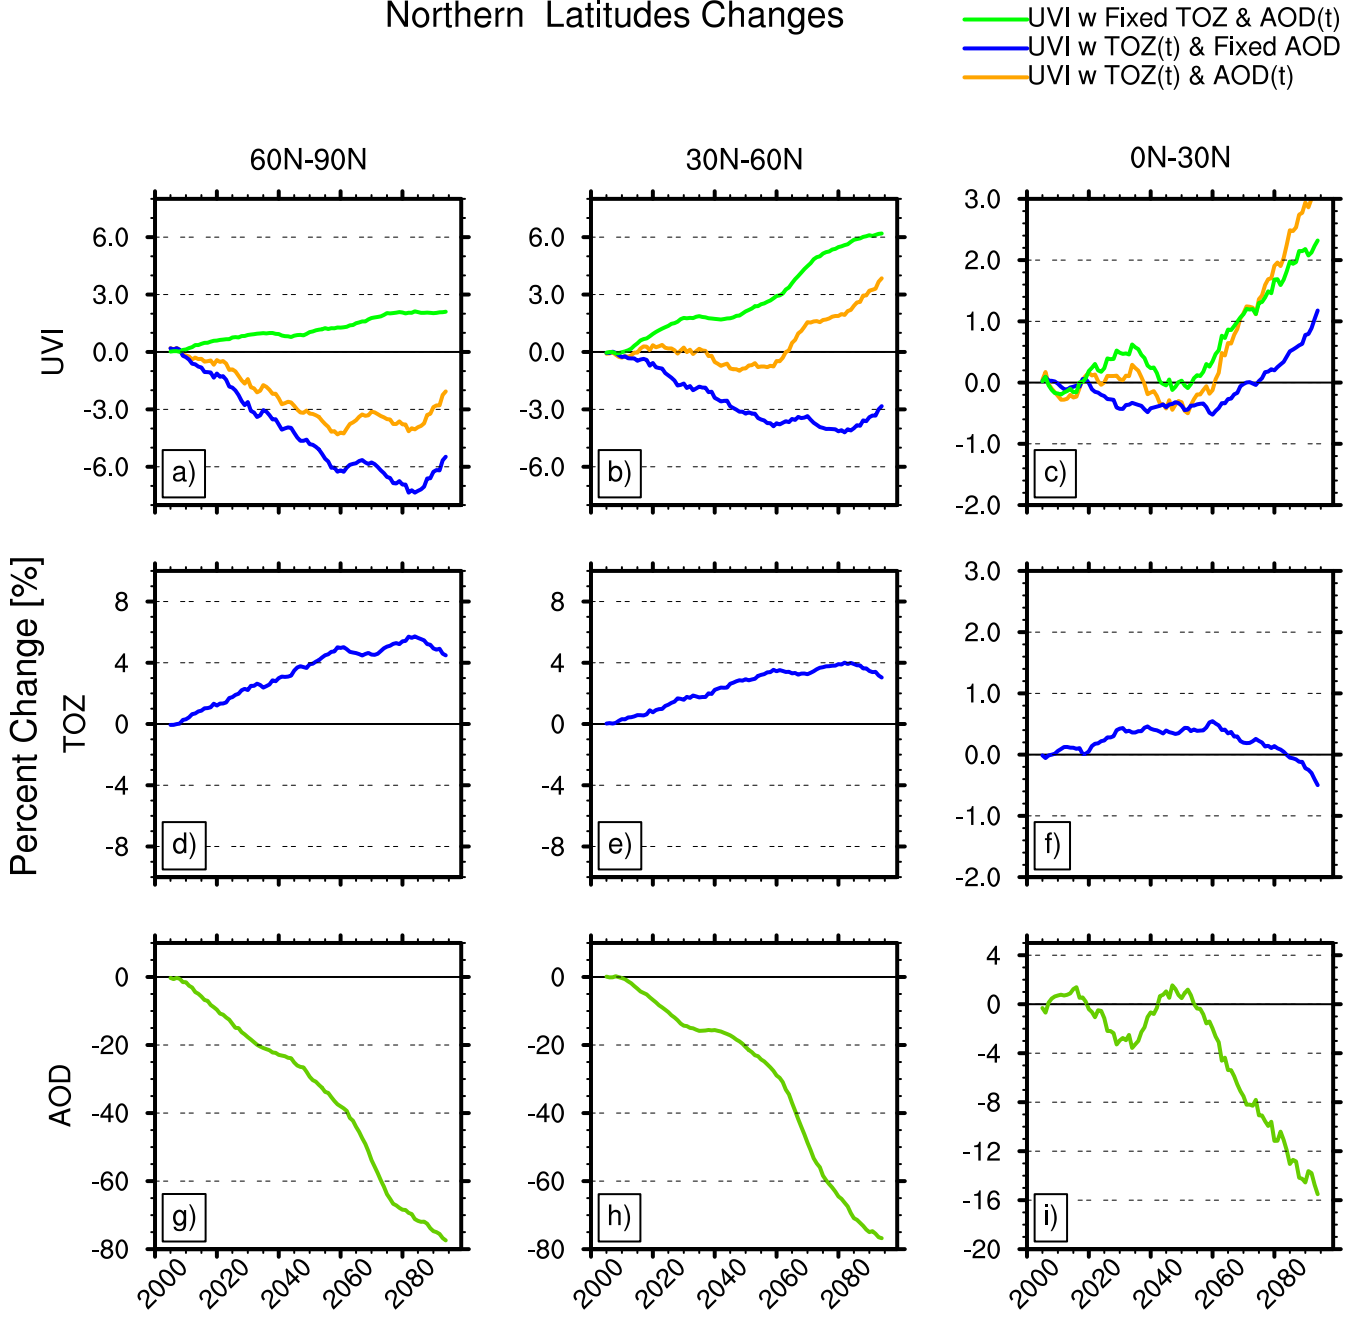 Northern Latitudes Changes
UVI w Fixed TOZ & AOD(t)
UVI w TOZ(t) & Fixed AOD
UVI w TOZ(t) & AOD(t)
60N-90N
30N-60N
0N-30N
Percent Change [%]
UVI
6.0
3.0
0.0
-3.0
-6.0
a)
6.0
3.0
0.0
-3.0
-6.0
b)
3.0
2.0
1.0
0.0
-1.0
-2.0
c)
TOZ
8
4
0
-4
-8
d)
8
4
0
-4
-8
e)
3.0
2.0
1.0
0.0
-1.0
-2.0
f)
AOD
0
-20
-40
-60
-80
g)
2000 2020 2040 2060 2080
0
-20
-40
-60
-80
h)
2000 2020 2040 2060 2080
4
0
-4
-8
-12
-16
-20
i)
2000 2020 2040 2060 2080